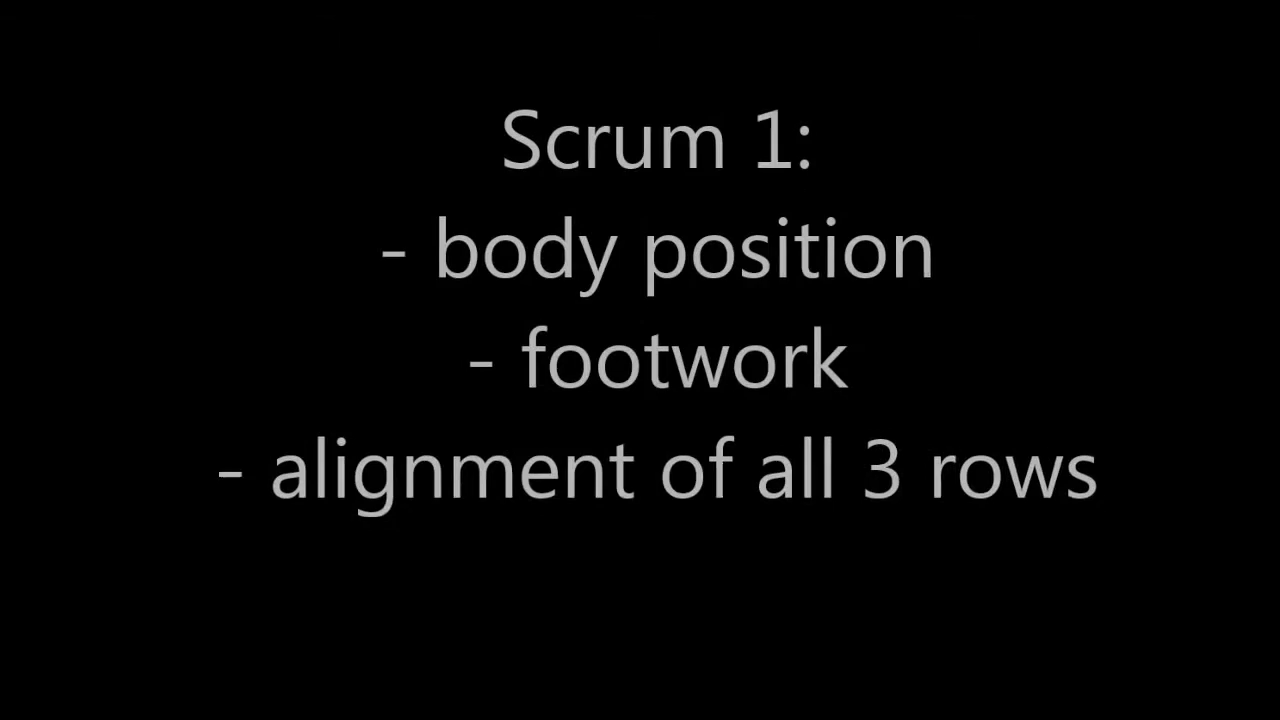 Scrum 1:
- body position
- footwork
- alignment of all 3 rows